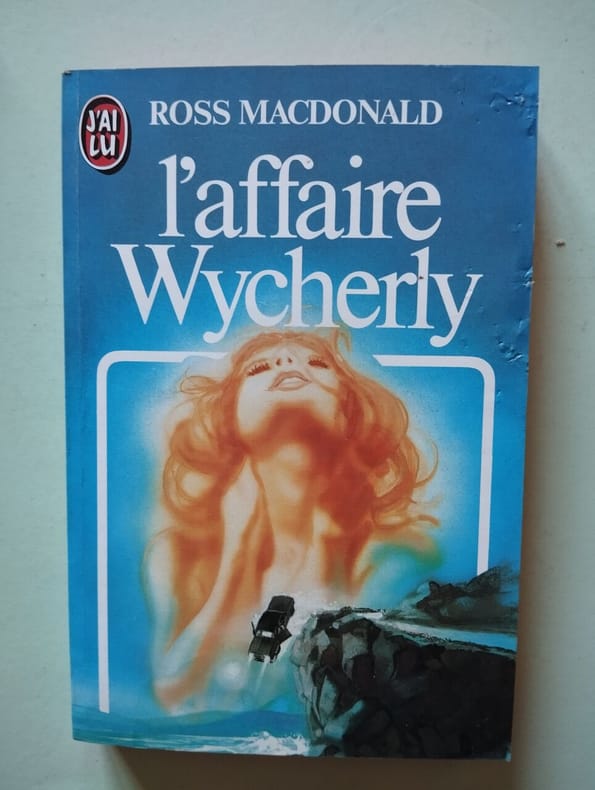 J'AI
LU
ROSS MACDONALD
l'affaire
Wycherly